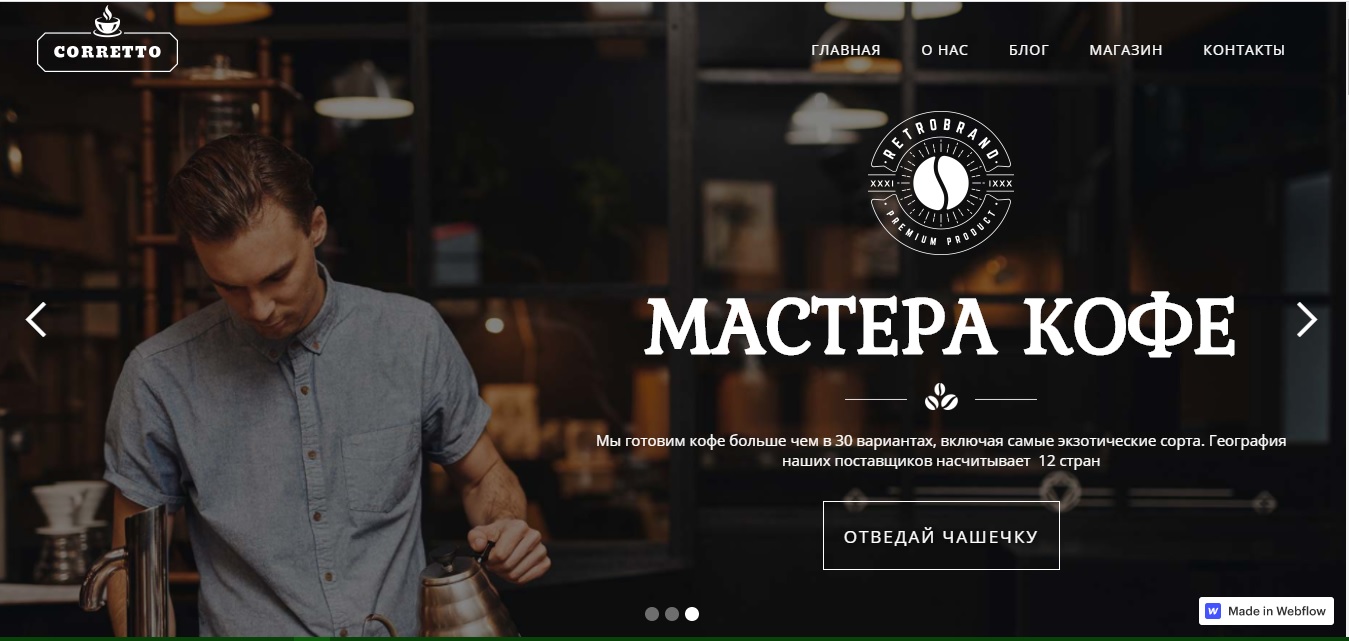 CORRETTO
ГЛАВНАЯ О НАС БЛОГ МАГАЗИН КОНТАКТЫ
RETROBRAND
XXXI IXXX
PREMIUM PRODUCT
МАСТЕРА КОФЕ
Мы готовим кофе больше чем в 30 вариантах, включая самые экзотические сорта. География
наших поставщиков насчитывает 12 стран
ОТВЕДАЙ ЧАШЕЧКУ
Made in Webflow